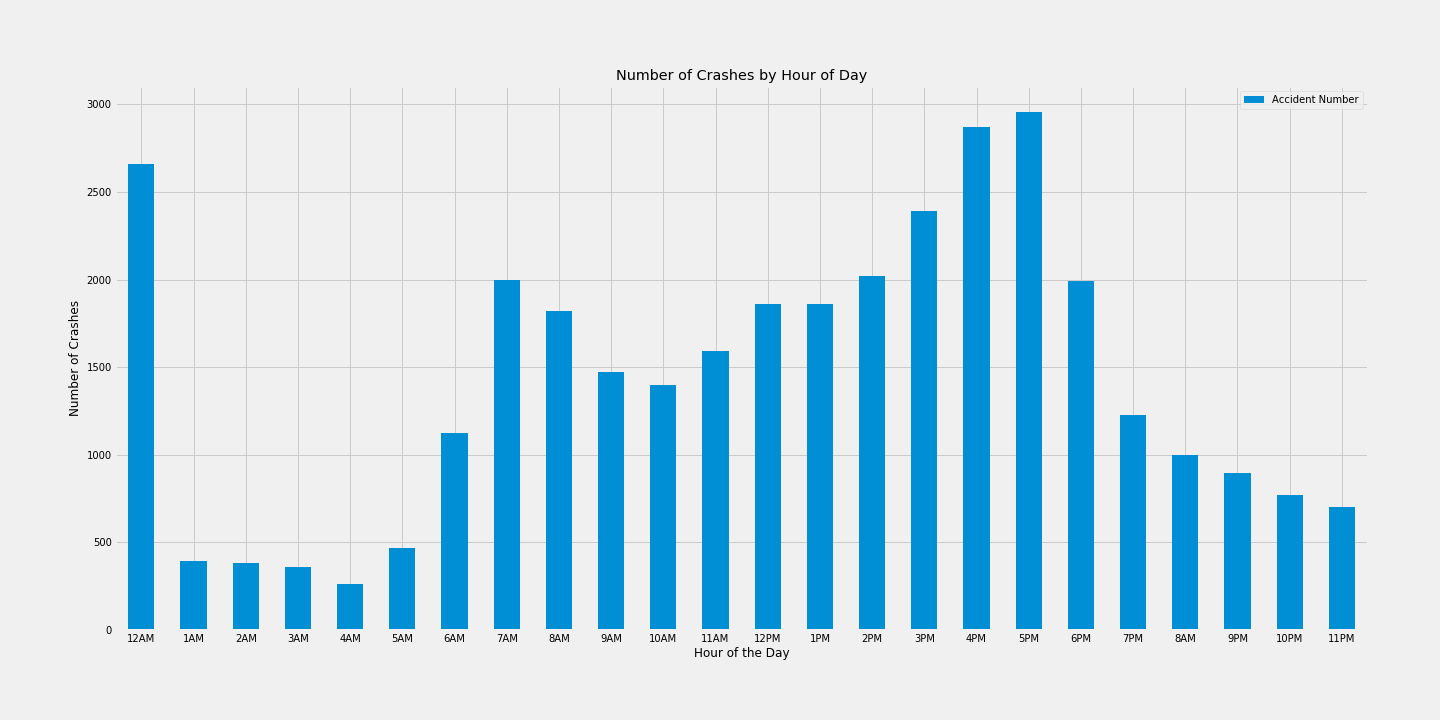 Number of Crashes by Hour of Day
Accident Number
Number of Crashes
3000
2500
2000
1500
1000
500
0
12AM 1AM 2AM 3AM 4AM 5AM 6AM 7AM 8AM 9AM 10AM 11AM 12PM 1PM 2PM 3PM 4PM 5PM 6PM 7PM 8AM 9PM 10PM 11PM
Hour of the Day